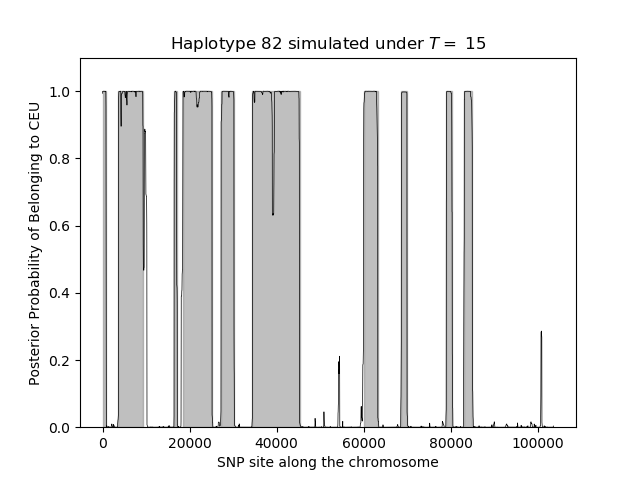 Haplotype 82 simulated under T = 15
Posterior Probability of Belonging to CEU
1.0
0.8
0.6
0.4
0.2
0.0
0 20000 40000 60000 80000 100000
SNP site along the chromosome